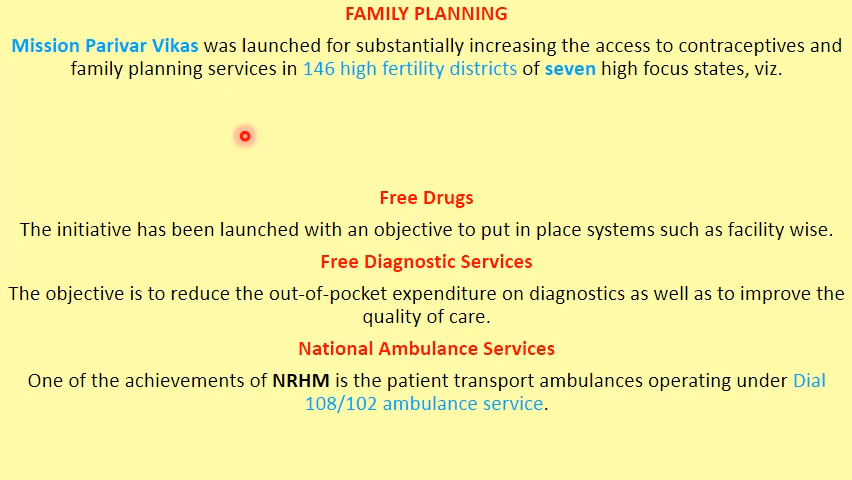 FAMILY PLANNING
Mission Parivar Vikas was launched for substantially increasing the access to contraceptives and
family planning services in 146 high fertility districts of seven high focus states, viz.
Free Drugs
The initiative has been launched with an objective to put in place systems such as facility wise.
Free Diagnostic Services
The objective is to reduce the out-of-pocket expenditure on diagnostics as well as to improve the
quality of care.
National Ambulance Services
One of the achievements of NRHM is the patient transport ambulances operating under Dial
108/102 ambulance service.